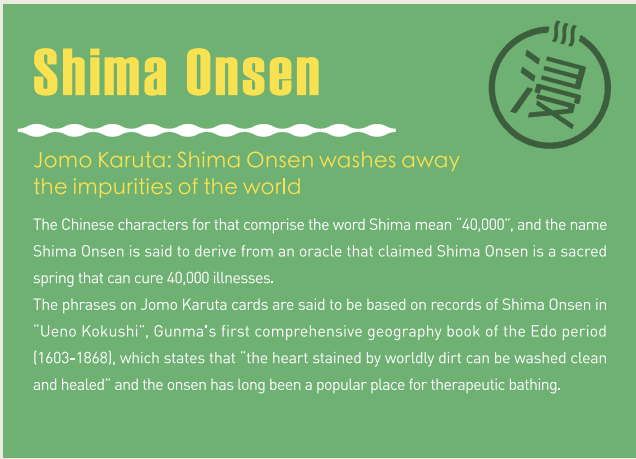 Shima Onsen
漫
Jomo Karuta: Shima Onsen washes away
the impurities of the world
The Chinese characters for that comprise the word Shima mean “40,000”, and the name
Shima Onsen is said to derive from an oracle that claimed Shima Onsen is a sacred
spring that can cure 40,000 illnesses.
The phrases on Jomo Karuta cards are said to be based on records of Shima Onsen in
“Ueno Kokushi”, Gunma's first comprehensive geography book of the Edo period
(1603-1868), which states that “the heart stained by worldly dirt can be washed clean
and healed” and the onsen has long been a popular place for therapeutic bathing.